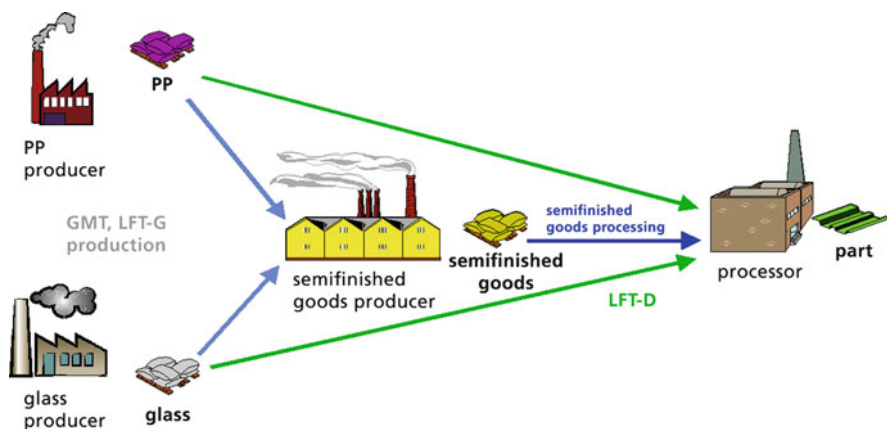 PP
PP
producer
GMT, LFT-G
production
semifinished
goods producer
semifinished
goods
semifinished
goods processing
processor
part
LFT-D
glass
producer
glass